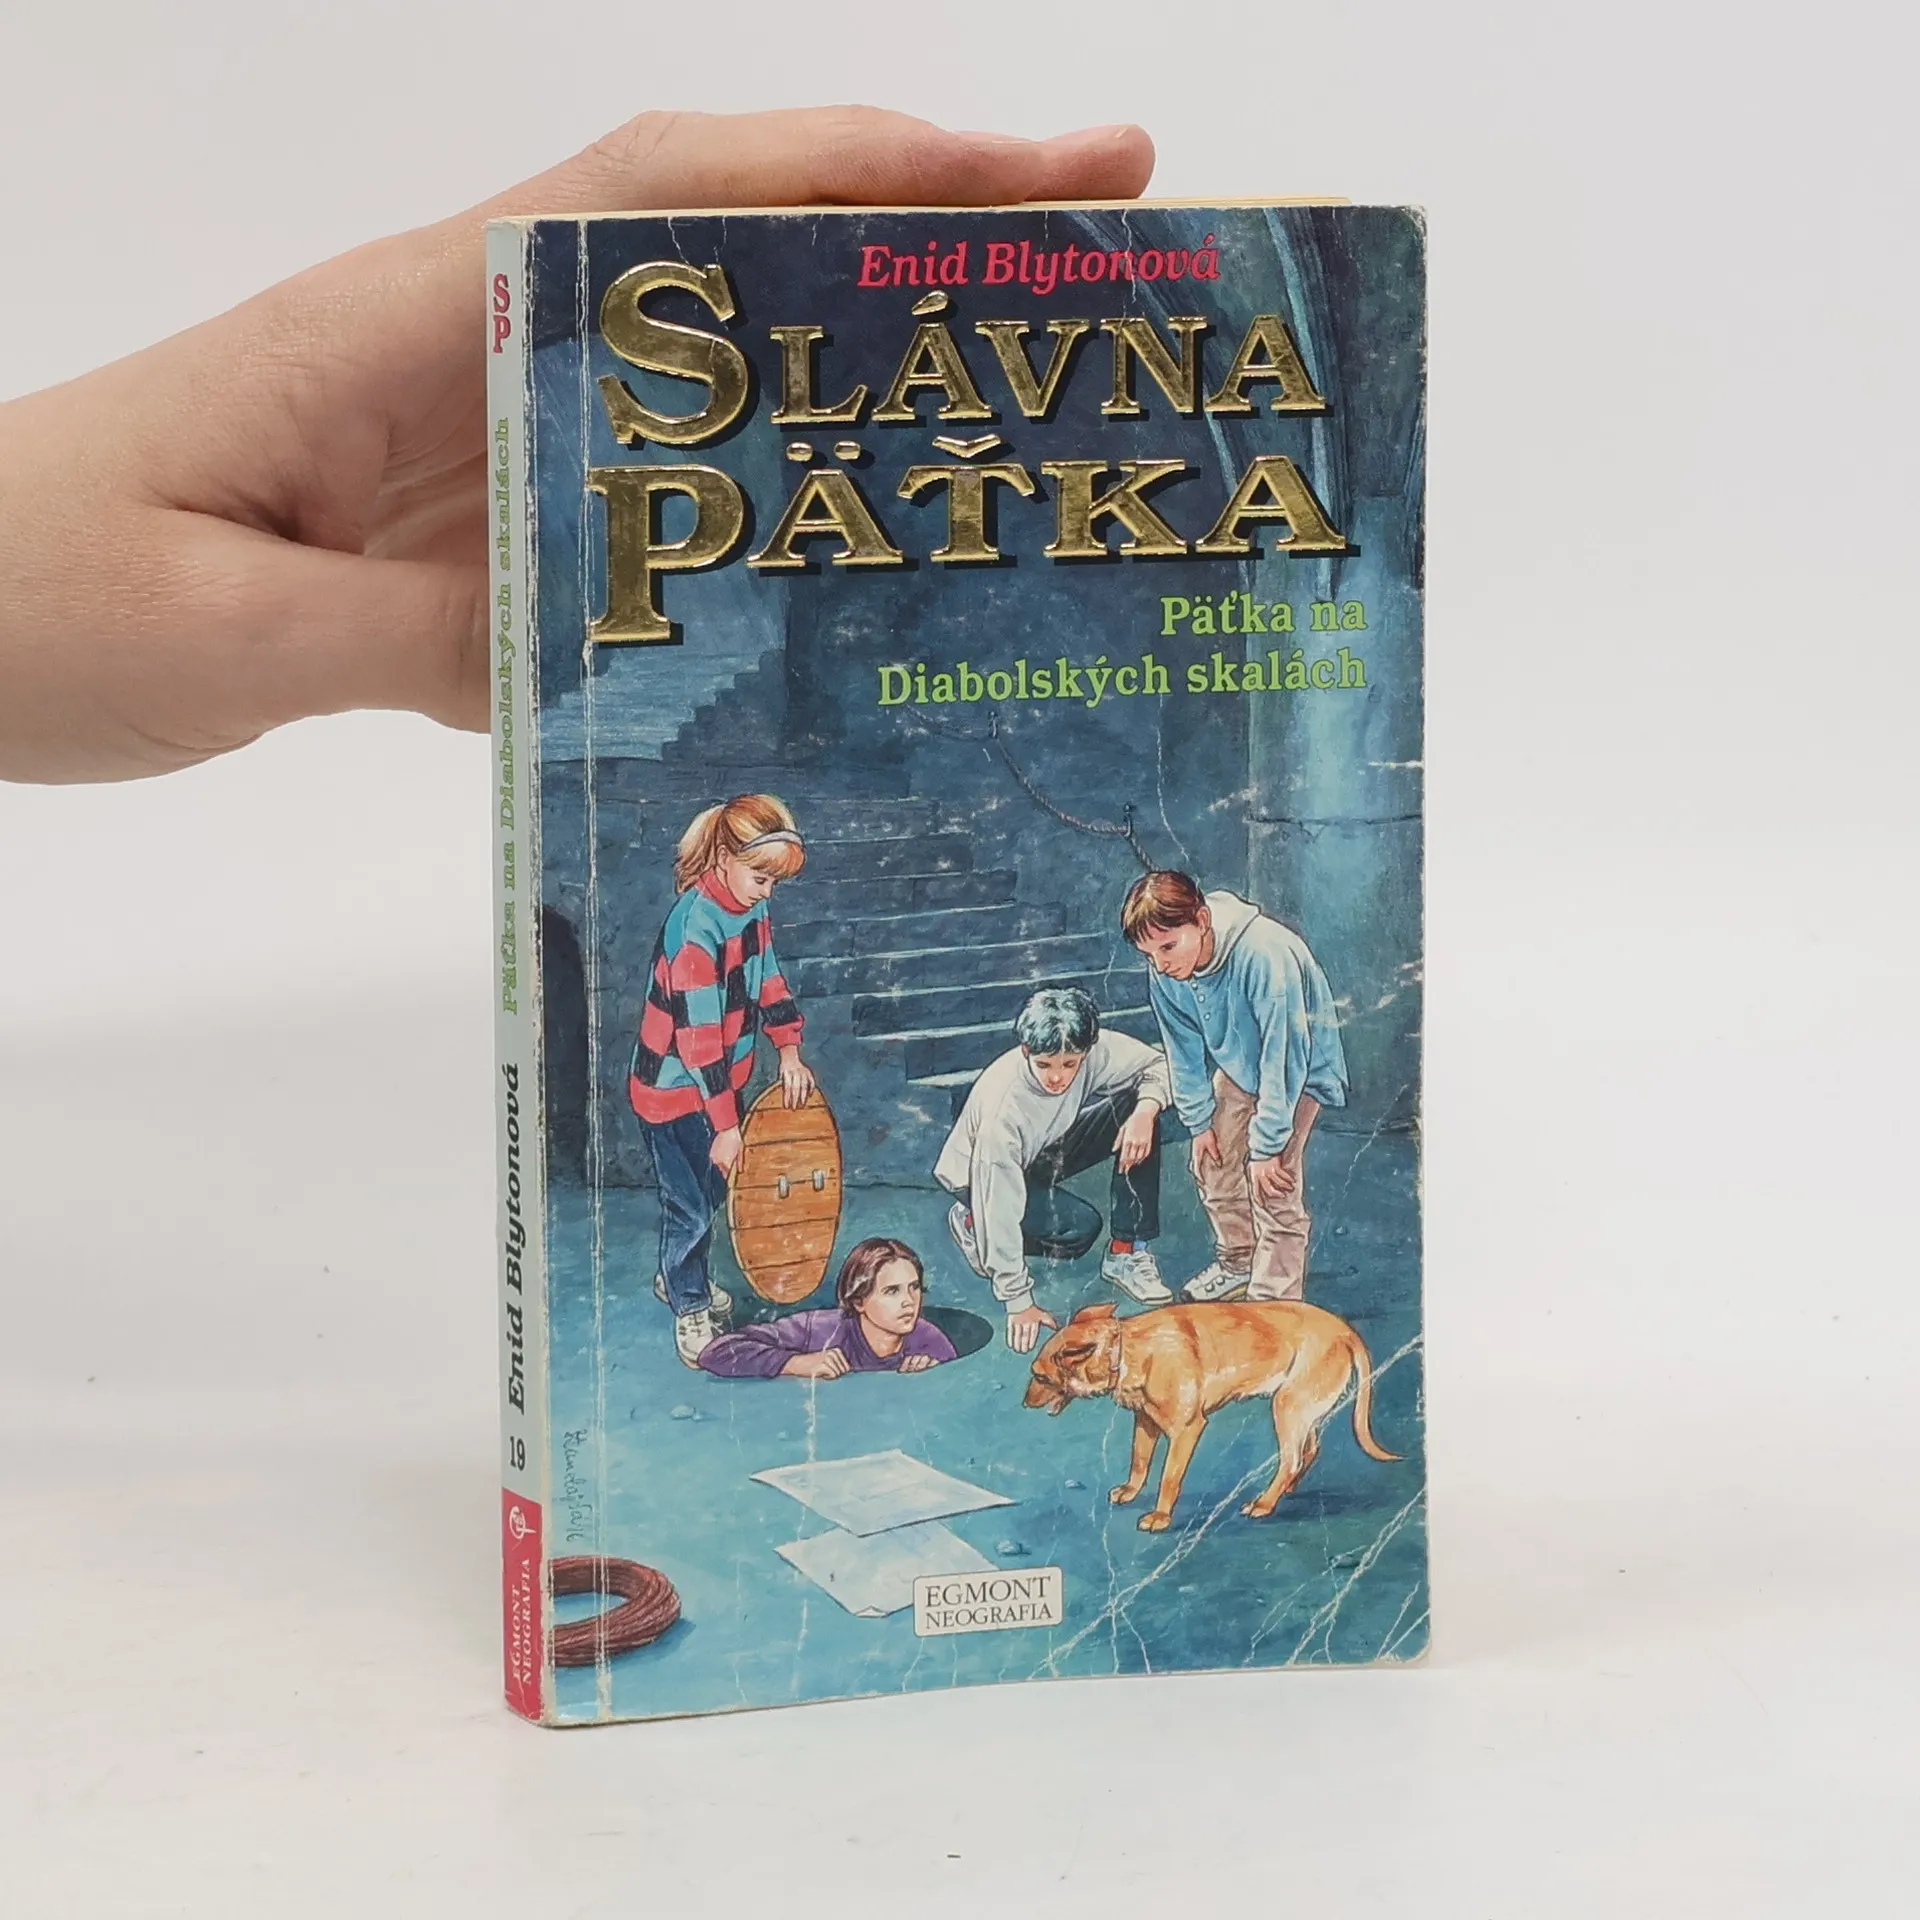 Enid Blytonová
SLÁVNA
PÄŤKA
Päťka na
Diabolských skalách
EGMONT
NEOGRAFIA
SP
Päťka na Diabolských skalách
Enid Blytonová
19
EGMONT
NEOGRAFIA